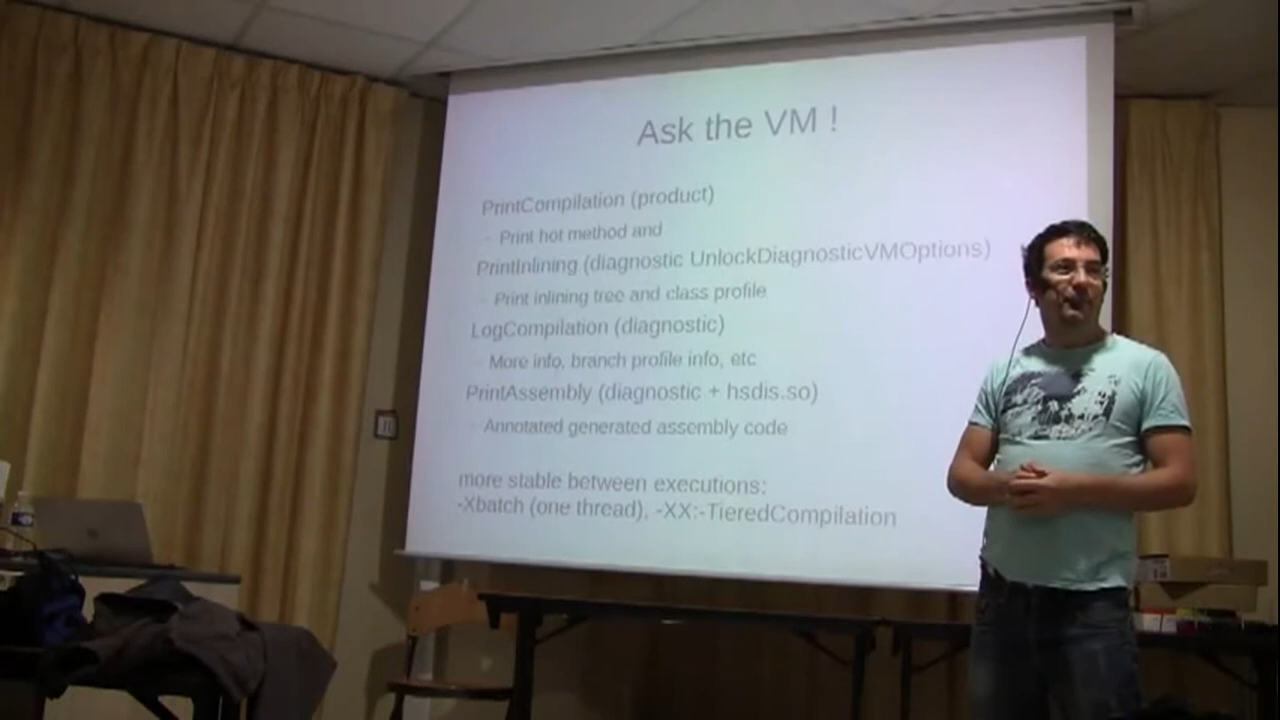 Ask the VM !
PrintCompilation (product)
- Print hot method and
PrintInlining (diagnostic UnlockDiagnosticVMOptions)
- Print inlining tree and class profile
LogCompilation (diagnostic)
- More info, branch profile info, etc
PrintAssembly (diagnostic + hsdis.so)
- Annotated generated assembly code
more stable between executions:
-Xbatch (one thread), -XX:-TieredCompilation